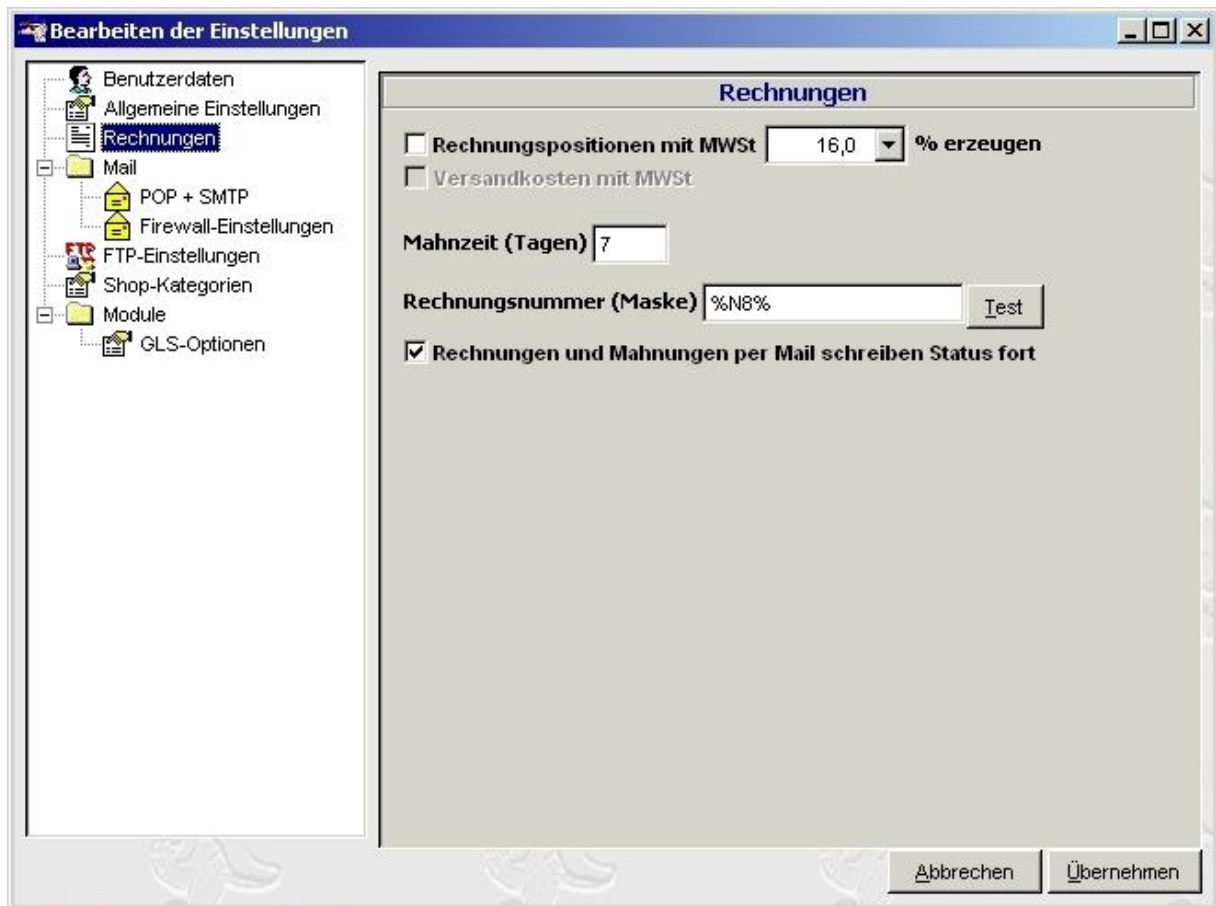 Bearbeiten der Einstellungen
Benutzerdaten
Allgemeine Einstellungen
Rechnungen
Mail
POP + SMTP
Firewall-Einstellungen
FTP FTP-Einstellungen
Shop-Kategorien
Module
GLS-Optionen
Rechnungen
Rechnungspositionen mit MWSt 16,0 % erzeugen
Versandkosten mit MWSt
Mahnzeit (Tagen) 7
Rechnungsnummer (Maske) %N8% Test
Rechnungen und Mahnungen per Mail schreiben Status fort
Abbrechen Übernehmen